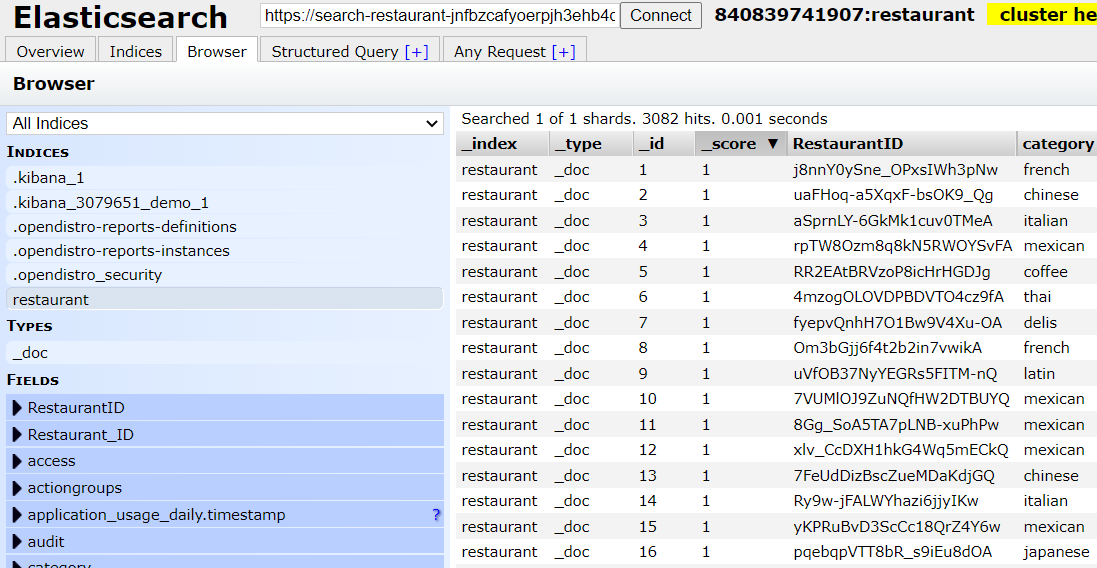 Elasticsearch https://search-restaurant-jnfbzcafyoerpjh3ehb4c Connect 840839741907:restaurant cluster he
Overview Indices Browser Structured Query [+] Any Request [+]
Browser
All Indices
INDICES
.kibana_1
.kibana_3079651_demo_1
.opendistro-reports-definitions
.opendistro-reports-instances
.opendistro_security
restaurant
TYPES
_doc
FIELDS
RestaurantID
Restaurant_ID
access
actiongroups
application_usage_daily.timestamp ?
audit
category
Searched 1 of 1 shards. 3082 hits. 0.001 seconds
_index _type _id _score ▼ RestaurantID category
restaurant _doc 1 1 j8nnY0ySne_OPxsIWh3pNw french
restaurant _doc 2 1 uaFHoq-a5XqxF-bsOK9_Qg chinese
restaurant _doc 3 1 aSprnLY-6GkMk1cuv0TMeA italian
restaurant _doc 4 1 rpTW8Ozm8q8kN5RWOYSvFA mexican
restaurant _doc 5 1 RR2EAtBRVzoP8icHrHGDJg coffee
restaurant _doc 6 1 4mzogOLOVDPBDVTO4cz9fA thai
restaurant _doc 7 1 fyepvQnhH7O1Bw9V4Xu-OA delis
restaurant _doc 8 1 Om3bGjj6f4t2b2in7vwikA french
restaurant _doc 9 1 uVfOB37NyYEGRs5FITM-nQ latin
restaurant _doc 10 1 7VUMlOJ9ZuNQfHW2DTBUYQ mexican
restaurant _doc 11 1 8Gg_SoA5TA7pLNB-xuPhPw mexican
restaurant _doc 12 1 xlv_CcDXH1hkG4Wq5mECkQ mexican
restaurant _doc 13 1 7FeUdDizBscZueMDaKdjGQ chinese
restaurant _doc 14 1 Ry9w-jFALWYhazi6jjyIKw italian
restaurant _doc 15 1 yKPRuBvD3ScCc18QrZ4Y6w mexican
restaurant _doc 16 1 pqebqpVTT8bR_s9iEu8dOA japanese